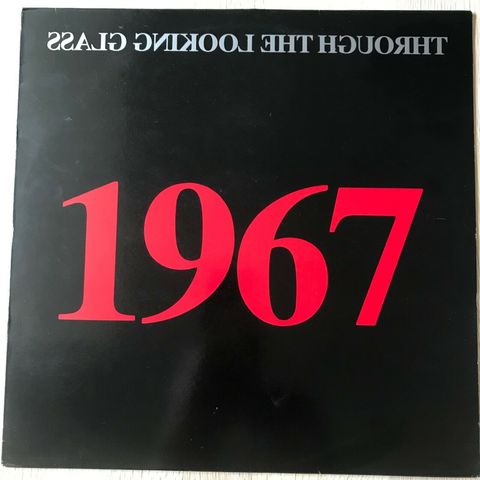 THROUGH THE LOOKING GLASS
1967